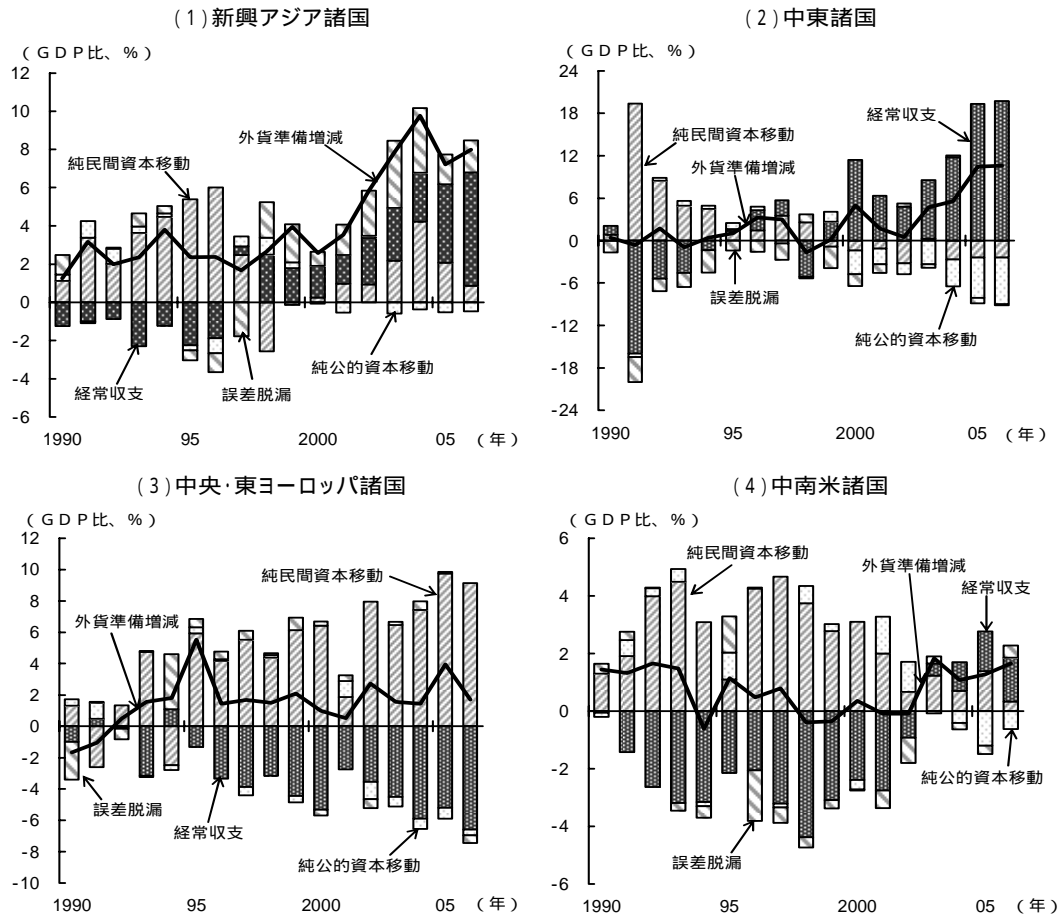 (1)新興アジア諸国
(GDP比、%)
12
10
8
6
4
2
0
-2
-4
-6
純民間資本移動
外貨準備増減
経常収支
誤差脱漏
純公的資本移動
1990 95 2000 05 (年)
(2)中東諸国
(GDP比、%)
24
18
12
6
0
-6
-12
-18
-24
経常収支
純民間資本移動
外貨準備増減
誤差脱漏
純公的資本移動
1990 95 2000 05 (年)
(3)中央・東ヨーロッパ諸国
(GDP比、%)
12
10
8
6
4
2
0
-2
-4
-6
-8
-10
純民間資本移動
外貨準備増減
誤差脱漏
経常収支
純公的資本移動
1990 95 2000 05 (年)
(4)中南米諸国
(GDP比、%)
6
4
2
0
-2
-4
-6
純民間資本移動
外貨準備増減
経常収支
純公的資本移動
誤差脱漏
1990 95 2000 05 (年)